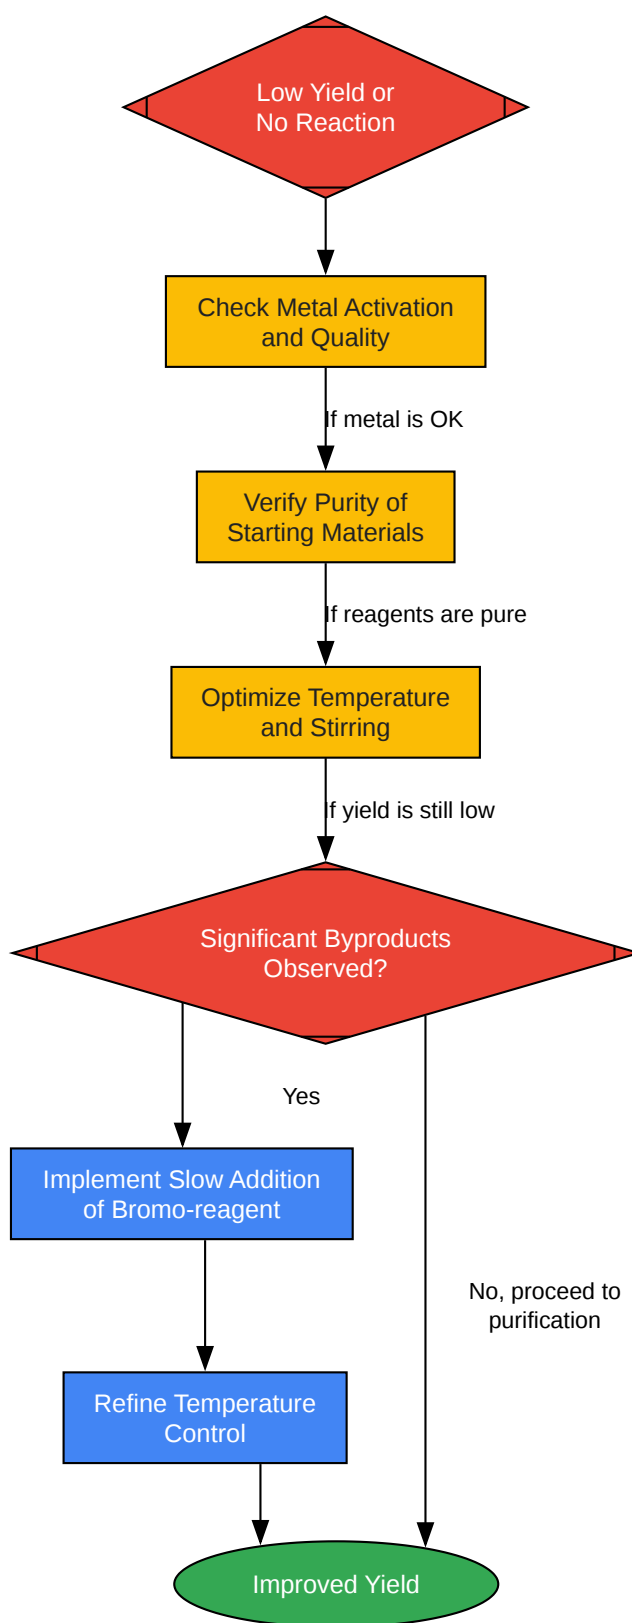 Low Yield or
No Reaction
Check Metal Activation
and Quality
If metal is OK
Verify Purity of
Starting Materials
If reagents are pure
Optimize Temperature
and Stirring
If yield is still low
Significant Byproducts
Observed?
Yes
Implement Slow Addition
of Bromo-reagent
No, proceed to
purification
Refine Temperature
Control
Improved Yield